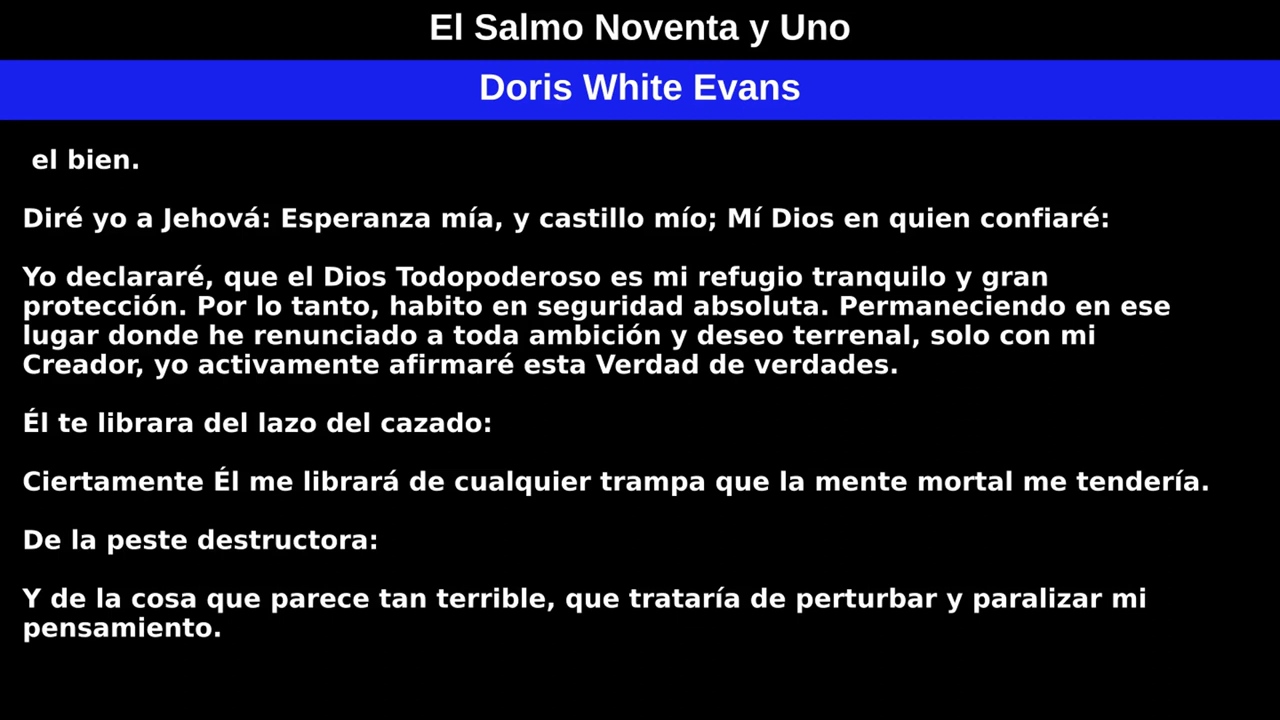 El Salmo Noventa y Uno
Doris White Evans
el bien.
Diré yo a Jehová: Esperanza mía, y castillo mío; Mí Dios en quien confiaré:
Yo declararé, que el Dios Todopoderoso es mi refugio tranquilo y gran
protección. Por lo tanto, habito en seguridad absoluta. Permaneciendo en ese
lugar donde he renunciado a toda ambición y deseo terrenal, solo con mi
Creador, yo activamente afirmaré esta Verdad de verdades.
Él te librara del lazo del cazado:
Ciertamente Él me librará de cualquier trampa que la mente mortal me tendería.
De la peste destructora:
Y de la cosa que parece tan terrible, que trataría de perturbar y paralizar mi
pensamiento.